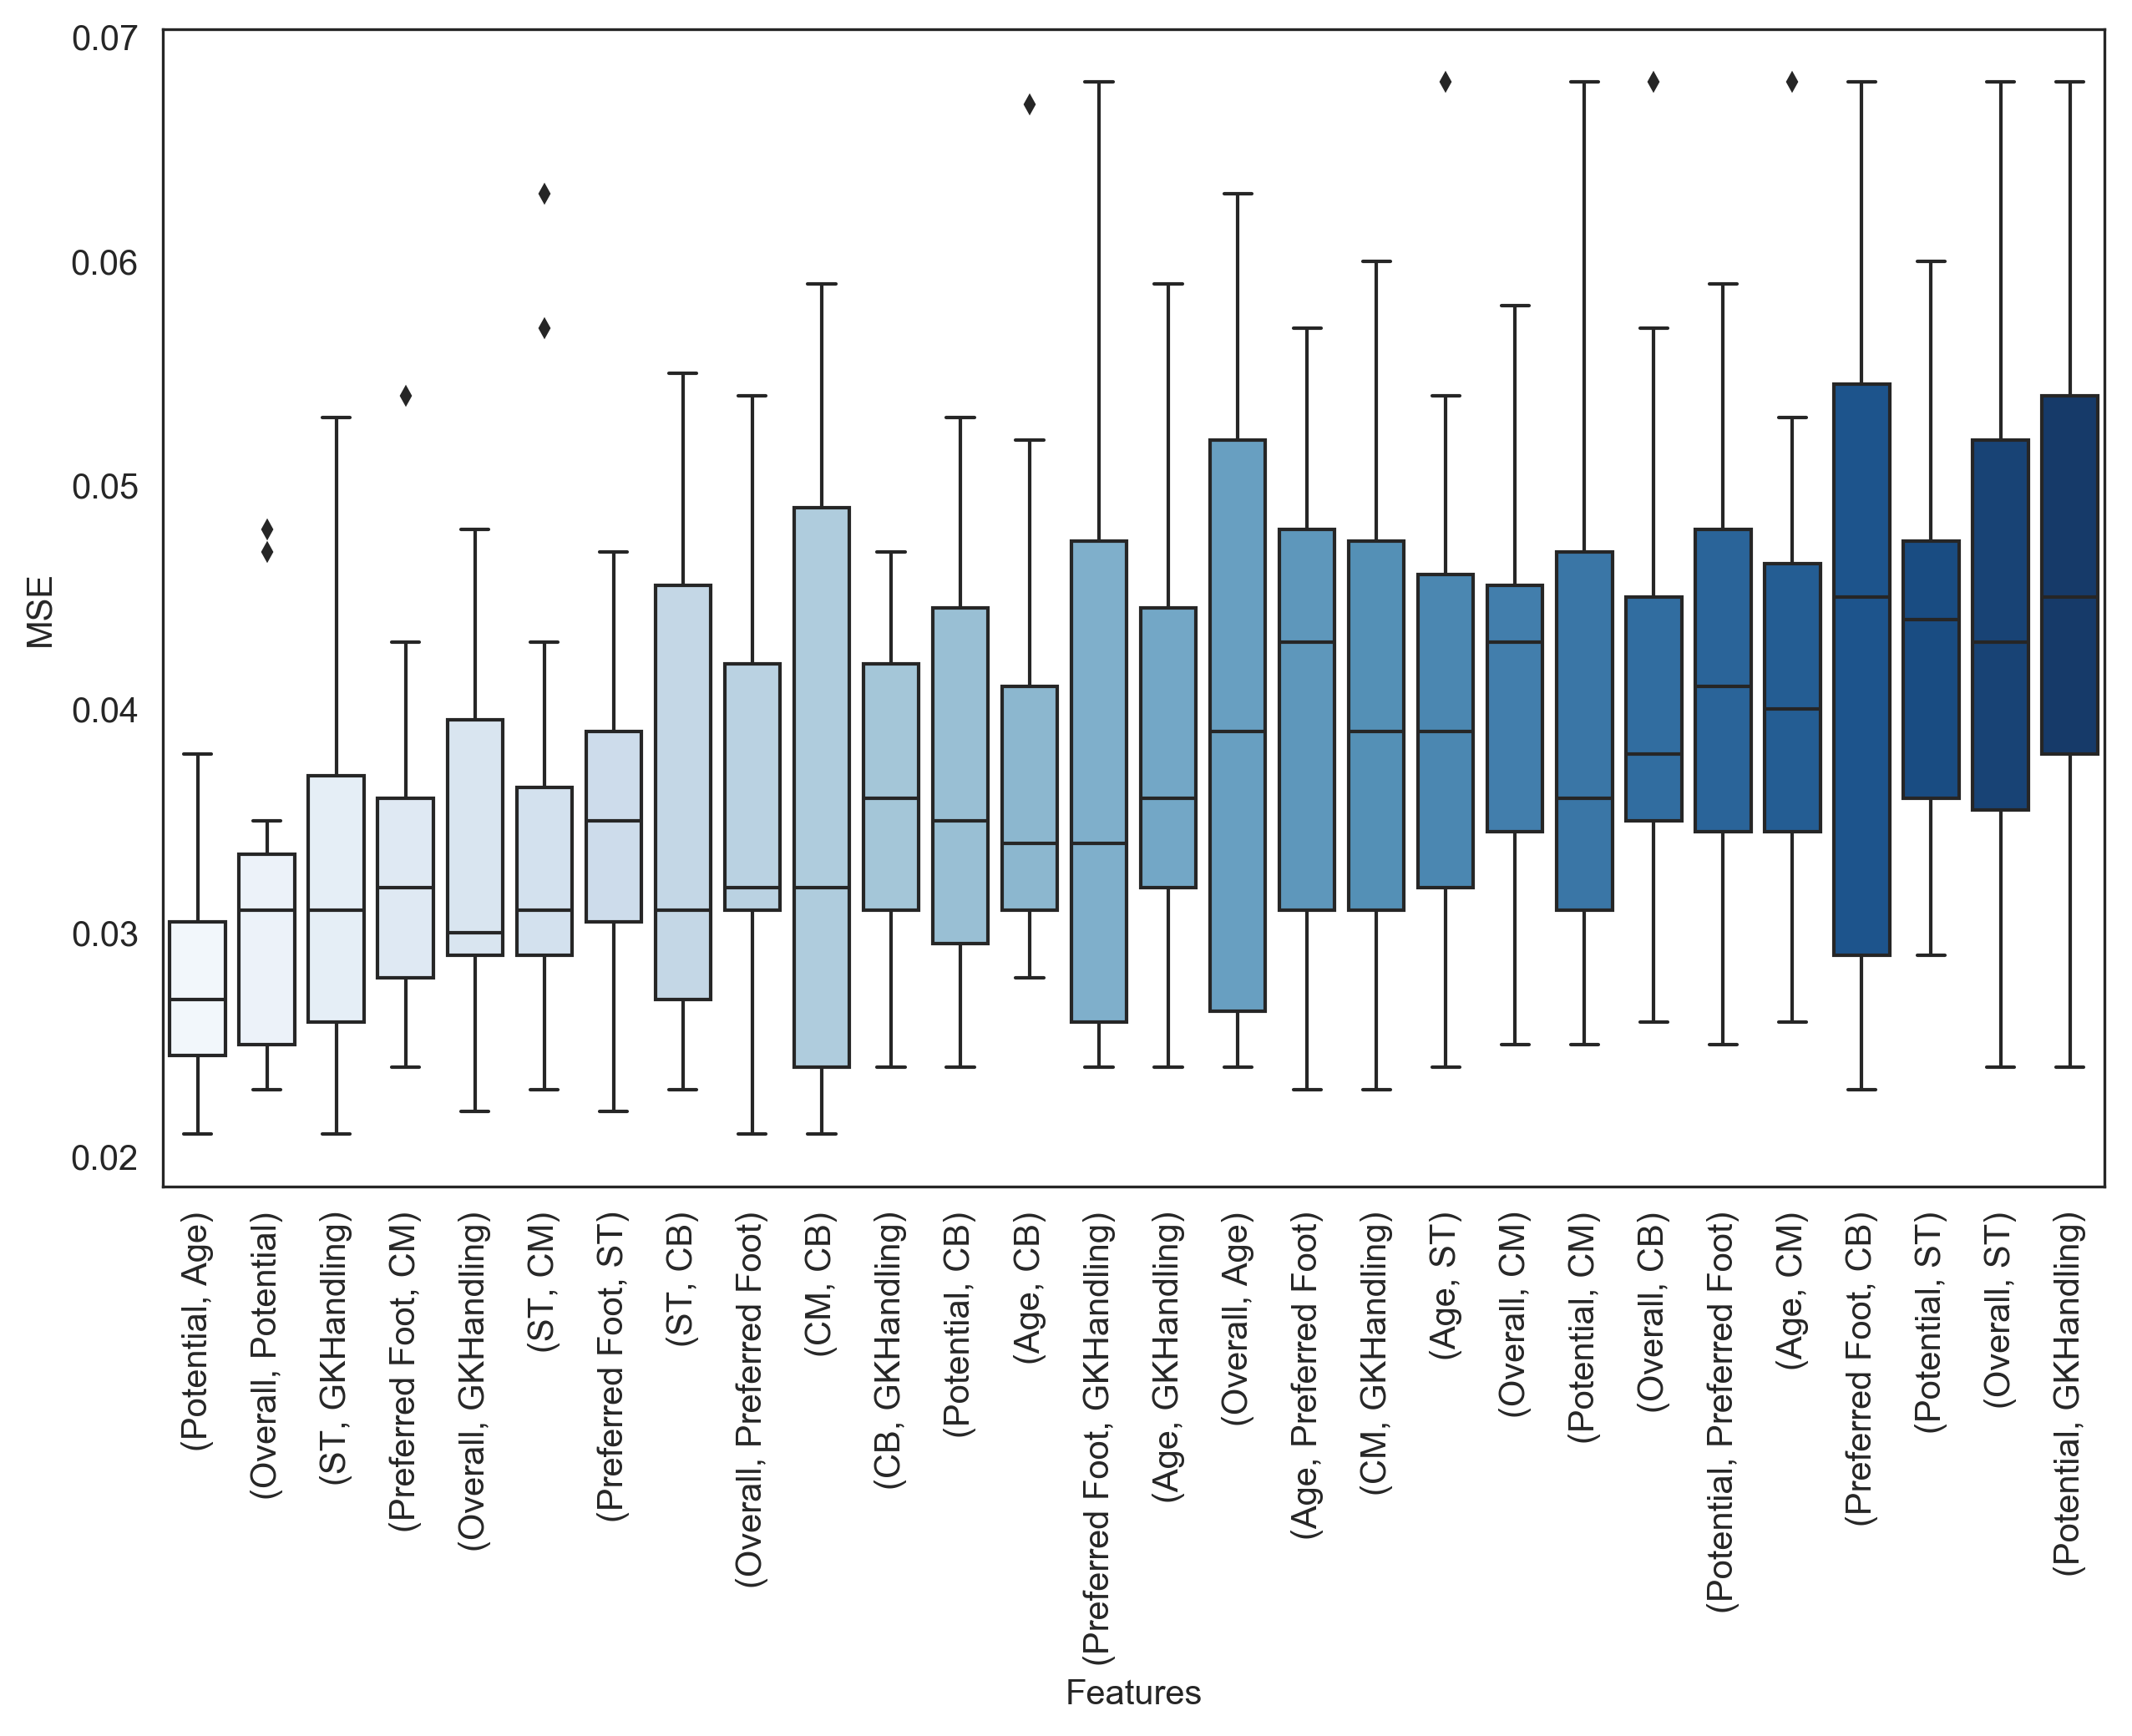 0.07
0.06
0.05
0.04
0.03
0.02
MSE
(Potential, Age)
(Overall, Potential)
(ST, GKHandling)
(Preferred Foot, CM)
(Overall, GKHandling)
(ST, CM)
(Preferred Foot, ST)
(ST, CB)
(Overall, Preferred Foot)
(CM, CB)
(CB, GKHandling)
(Potential, CB)
(Age, CB)
(Preferred Foot, GKHandling)
(Age, GKHandling)
(Overall, Age)
(Age, Preferred Foot)
(CM, GKHandling)
(Age, ST)
(Overall, CM)
(Potential, CM)
(Overall, CB)
(Potential, Preferred Foot)
(Age, CM)
(Preferred Foot, CB)
(Potential, ST)
(Overall, ST)
(Potential, GKHandling)
Features